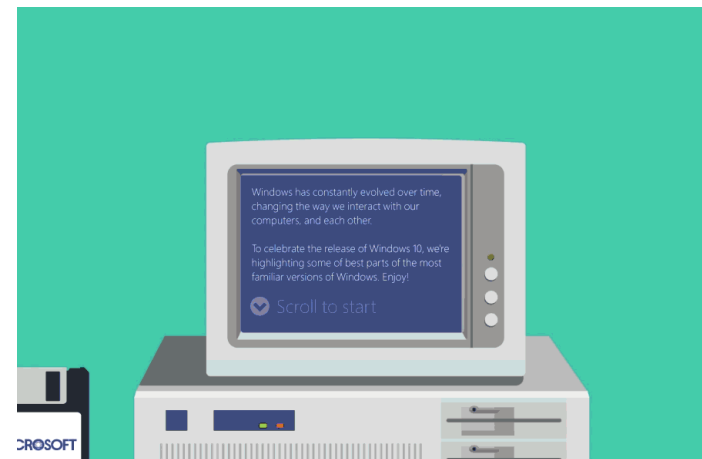 Windows has constantly evolved over time,
changing the way we interact with our
computers, and each other.
To celebrate the release of Windows 10, we're
highlighting some of best parts of the most
familiar versions of Windows. Enjoy!
Scroll to start
CROSOFT